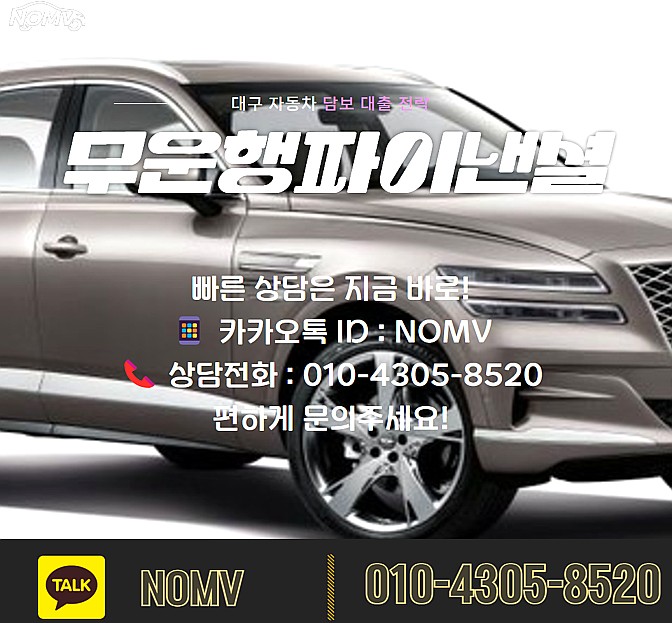 NOMV
대구 자동차 담보 대출 전력
무운행파이낸셜
빠른 상담은 지금 바로!
카카오톡 ID : NOMV
상담전화 : 010-4305-8520
편하게 문의주세요!
TALK
NOMV
010-4305-8520